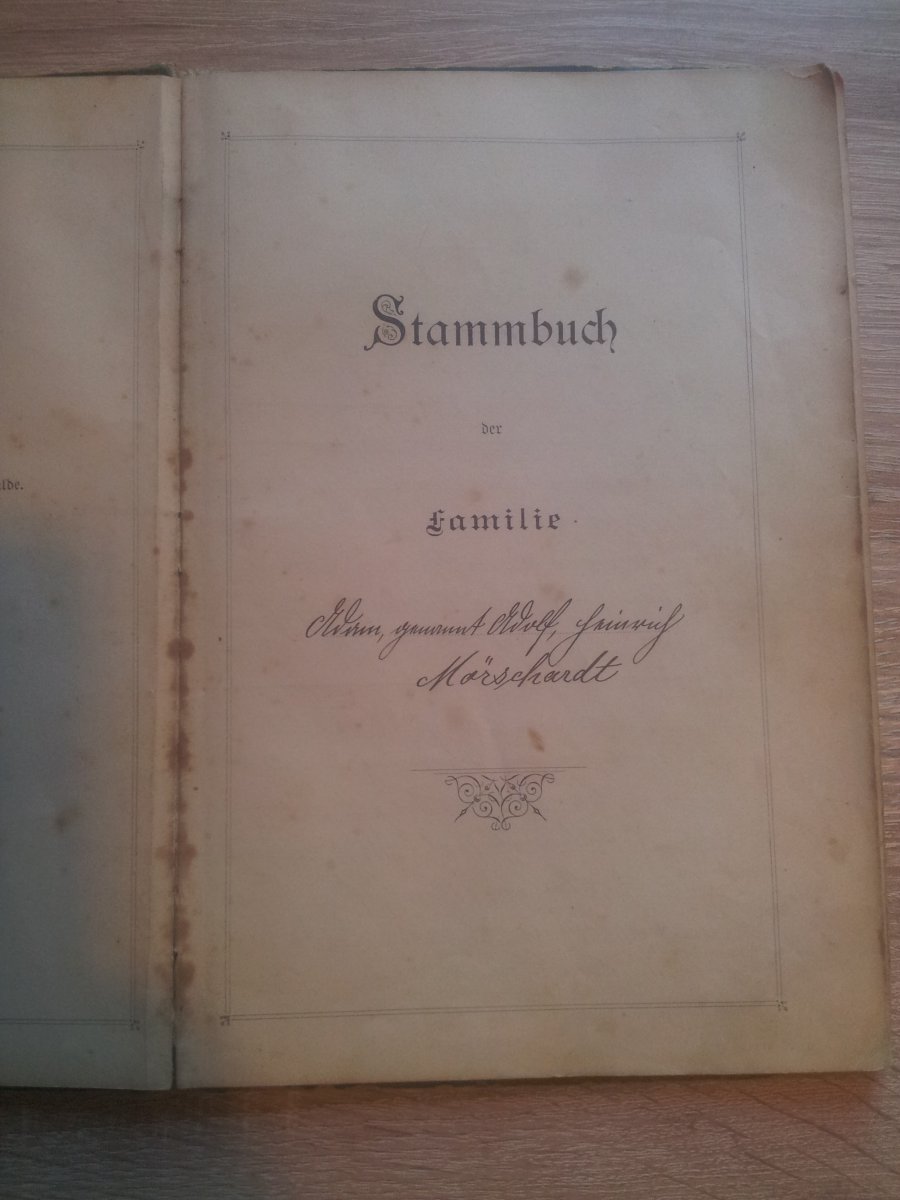 Stammbuch
der
Familie
Adam, genannt Adolf, Heinrich
Mörschardt